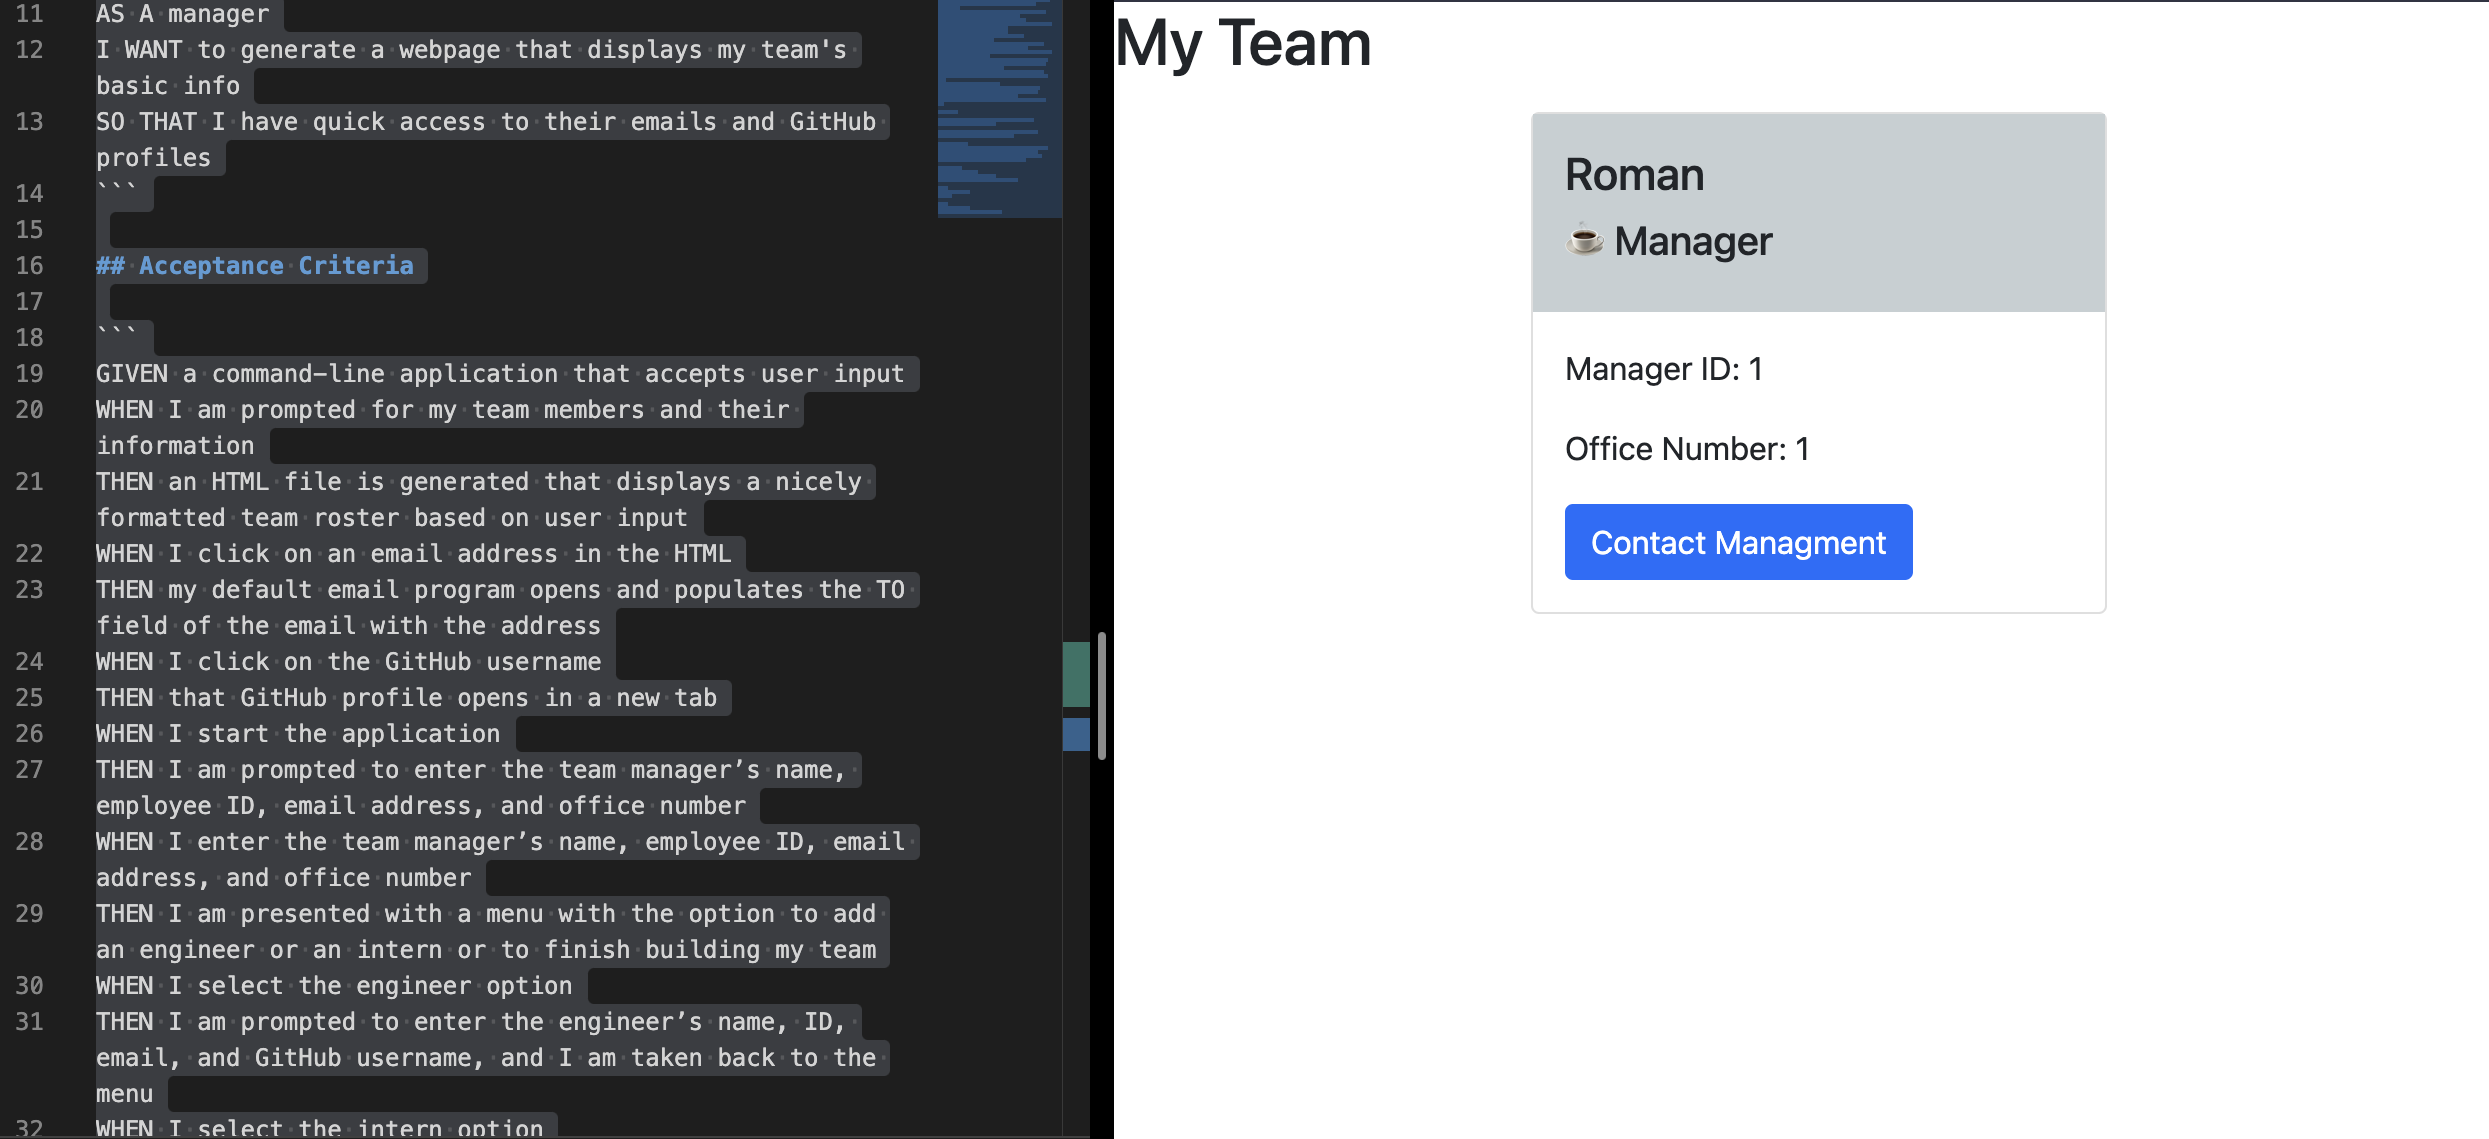 11 AS A manager
12 I WANT to generate a webpage that displays my team's
basic info
13 SO THAT I have quick access to their emails and GitHub
profiles
14 ```
15
16 ## Acceptance Criteria
17
18 ```
19 GIVEN a command-line application that accepts user input
20 WHEN I am prompted for my team members and their
information
21 THEN an HTML file is generated that displays a nicely
formatted team roster based on user input
22 WHEN I click on an email address in the HTML
23 THEN my default email program opens and populates the TO
field of the email with the address
24 WHEN I click on the GitHub username
25 THEN that GitHub profile opens in a new tab
26 WHEN I start the application
27 THEN I am prompted to enter the team manager’s name,
employee ID, email address, and office number
28 WHEN I enter the team manager’s name, employee ID, email
address, and office number
29 THEN I am presented with a menu with the option to add
an engineer or an intern or to finish building my team
30 WHEN I select the engineer option
31 THEN I am prompted to enter the engineer’s name, ID,
email, and GitHub username, and I am taken back to the
menu
32 WHEN I select the intern option
My Team
Roman
☕ Manager
Manager ID: 1
Office Number: 1
Contact Managment